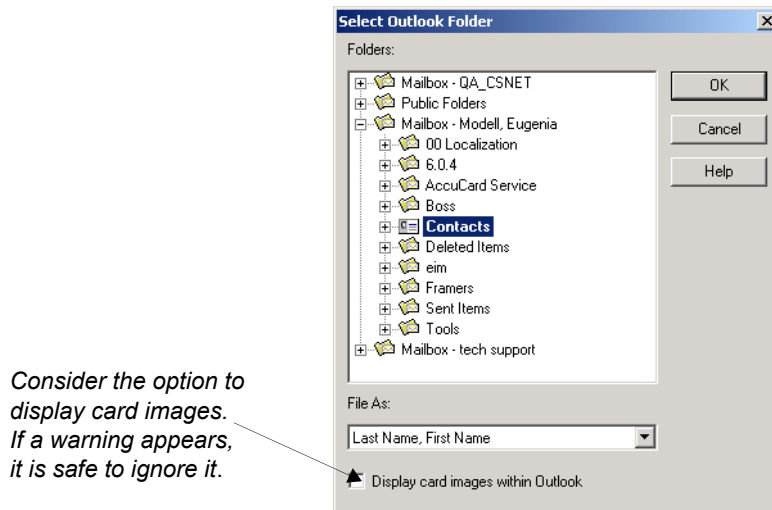 Select Outlook Folder
Folders:
Mailbox - QA_CSNET
Public Folders
Mailbox - Modell, Eugenia
00 Localization
6.0.4
AccuCard Service
Boss
Contacts
Deleted Items
eim
Framers
Sent Items
Tools
Mailbox - tech support
OK
Cancel
Help
File As:
Last Name, First Name
Display card images within Outlook
Consider the option to
display card images.
If a warning appears,
it is safe to ignore it.